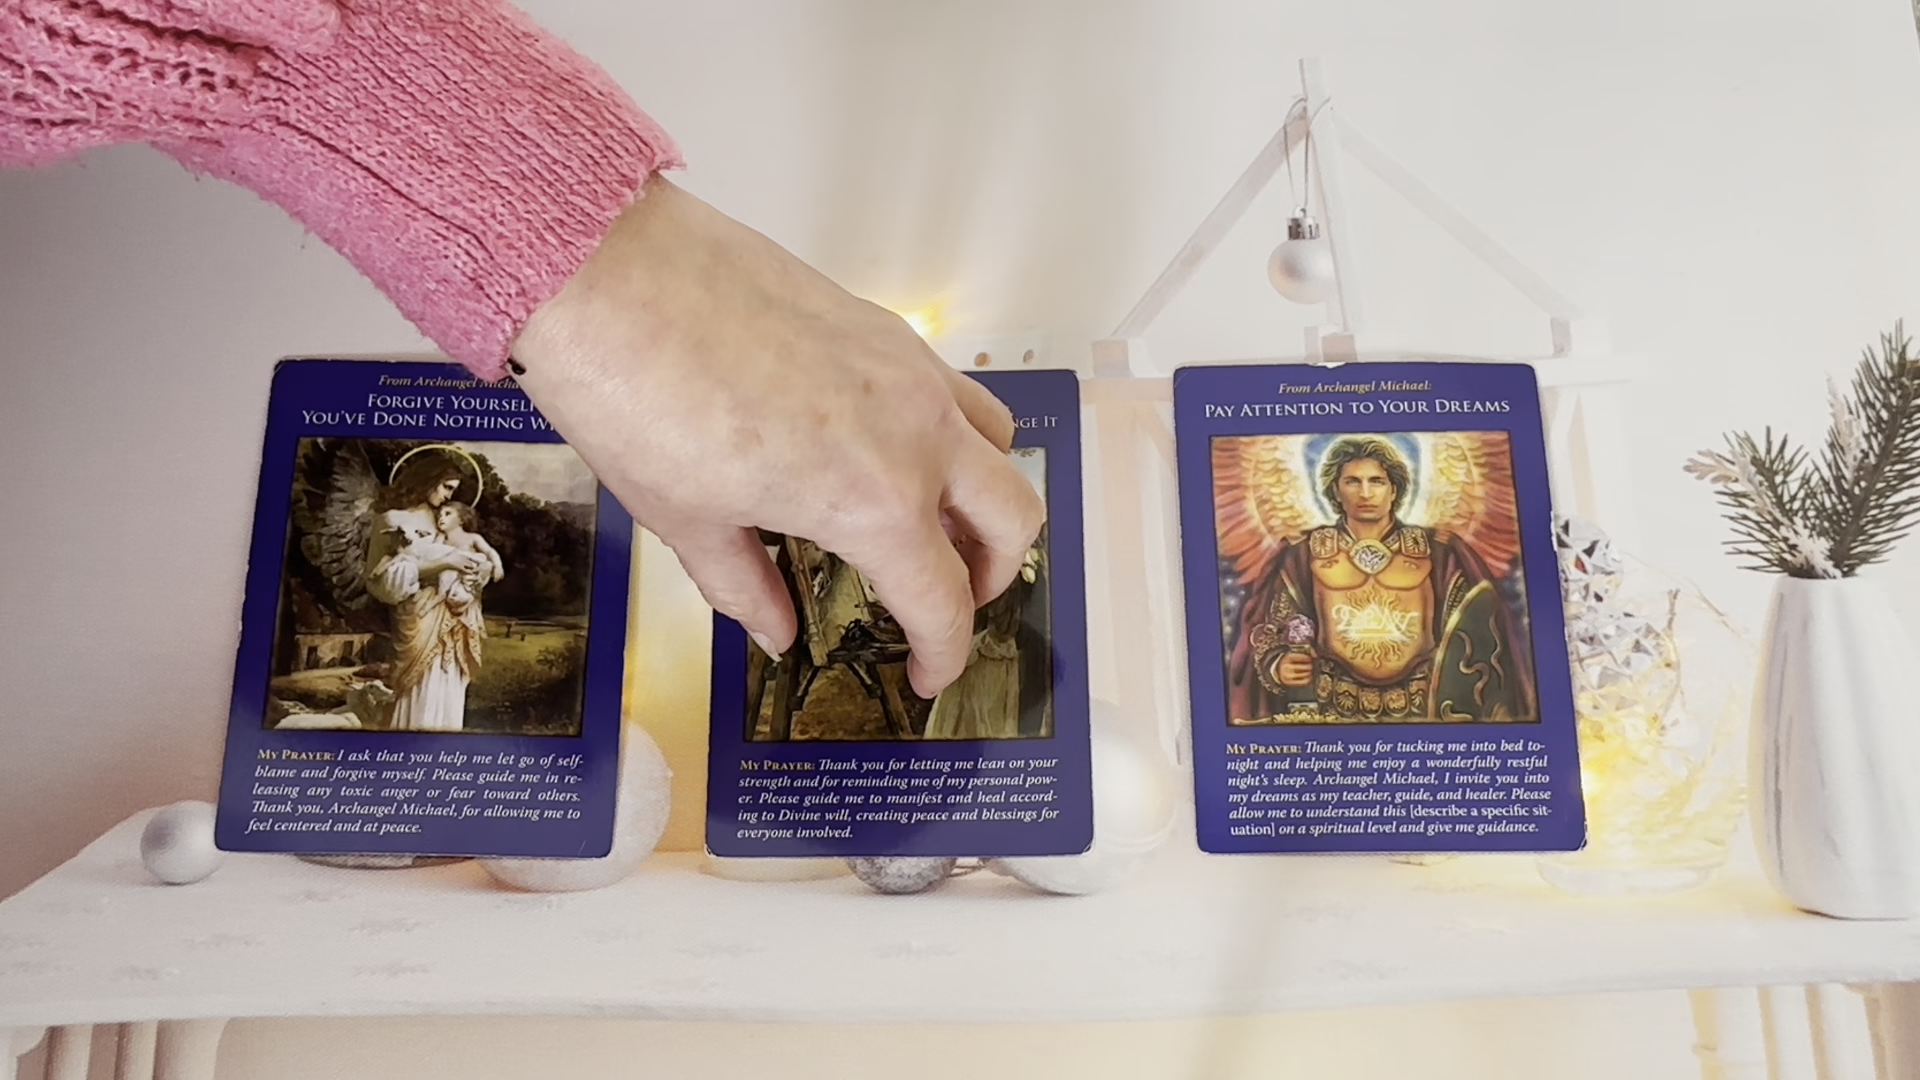 From Archangel
FORGIVE YOURSELF
YOU'VE DONE NOTHING
MY PRAYER: I ask that you help me let go of self-
blame and forgive myself. Please guide me in re-
leasing any toxic anger or fear toward others.
Thank you, Archangel Michael, for allowing me to
feel centered and at peace.
IT
MY PRAYER: Thank you for letting me lean on your
strength and for reminding me of my personal pow-
er. Please guide me to manifest and heal accord-
ing to Divine will, creating peace and blessings for
everyone involved.
From Archangel Michael:
PAY ATTENTION TO YOUR DREAMS
MY PRAYER: Thank you for tucking me into bed to-
night and helping me enjoy a wonderfully restful
night's sleep. Archangel Michael, I invite you into
my dreams as my teacher, guide, and healer. Please
allow me to understand this [describe a specific sit-
uation] on a spiritual level and give me guidance.